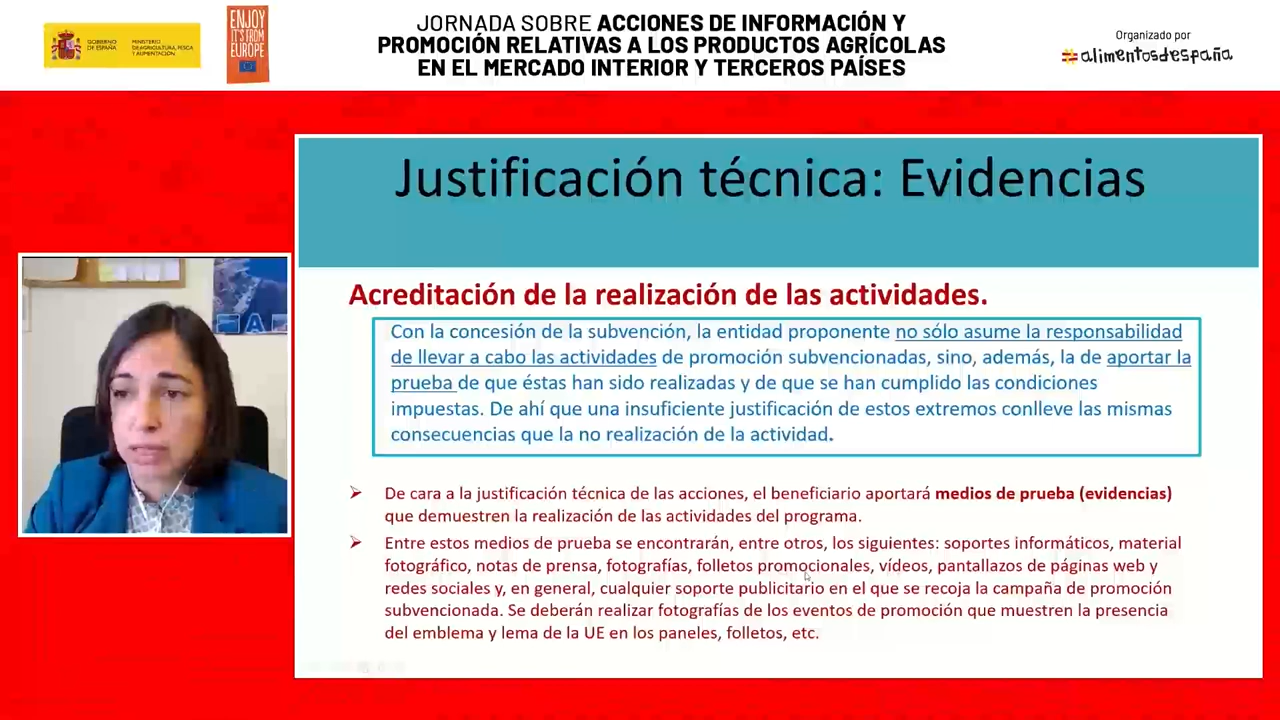 GOBIERNO
DE ESPAÑA
MINISTERIO
DE AGRICULTURA, PESCA
Y ALIMENTACIÓN
ENJOY
IT'S FROM
EUROPE
JORNADA SOBRE ACCIONES DE INFORMACIÓN Y
PROMOCIÓN RELATIVAS A LOS PRODUCTOS AGRÍCOLAS
EN EL MERCADO INTERIOR Y TERCEROS PAÍSES
Organizado por
#alimentosdespaña
Justificación técnica: Evidencias
Acreditación de la realización de las actividades.
Con la concesión de la subvención, la entidad proponente no sólo asume la responsabilidad
de llevar a cabo las actividades de promoción subvencionadas, sino, además, la de aportar la
prueba de que éstas han sido realizadas y de que se han cumplido las condiciones
impuestas. De ahí que una insuficiente justificación de estos extremos conlleve las mismas
consecuencias que la no realización de la actividad.
De cara a la justificación técnica de las acciones, el beneficiario aportará medios de prueba (evidencias)
que demuestren la realización de las actividades del programa.
Entre estos medios de prueba se encontrarán, entre otros, los siguientes: soportes informáticos, material
fotográfico, notas de prensa, fotografías, folletos promocionales, vídeos, pantallazos de páginas web y
redes sociales y, en general, cualquier soporte publicitario en el que se recoja la campaña de promoción
subvencionada. Se deberán realizar fotografías de los eventos de promoción que muestren la presencia
del emblema y lema de la UE en los paneles, folletos, etc.